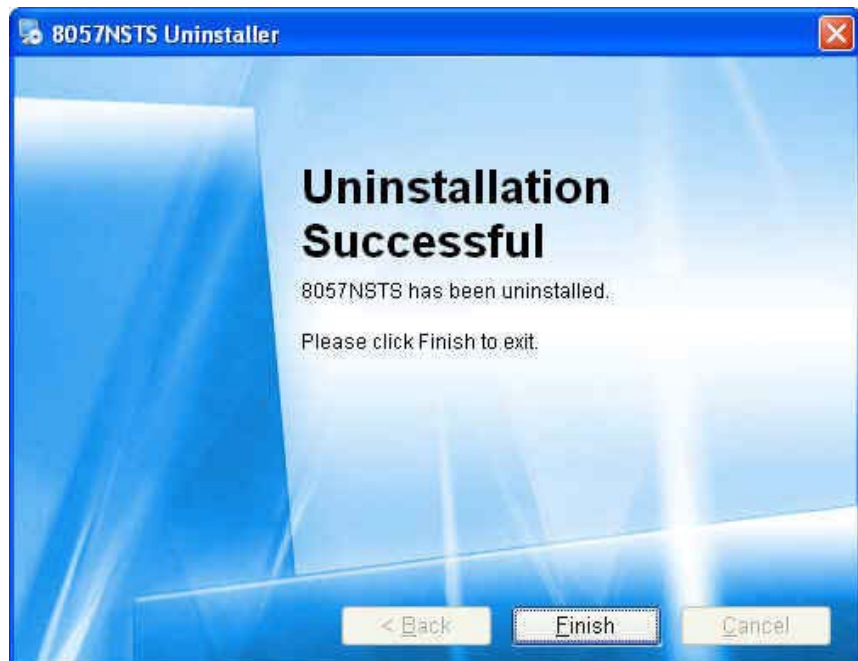 8057NSTS Uninstaller
Uninstallation
Successful
8057NSTS has been uninstalled.
Please click Finish to exit.
< Back
Finish
Cancel